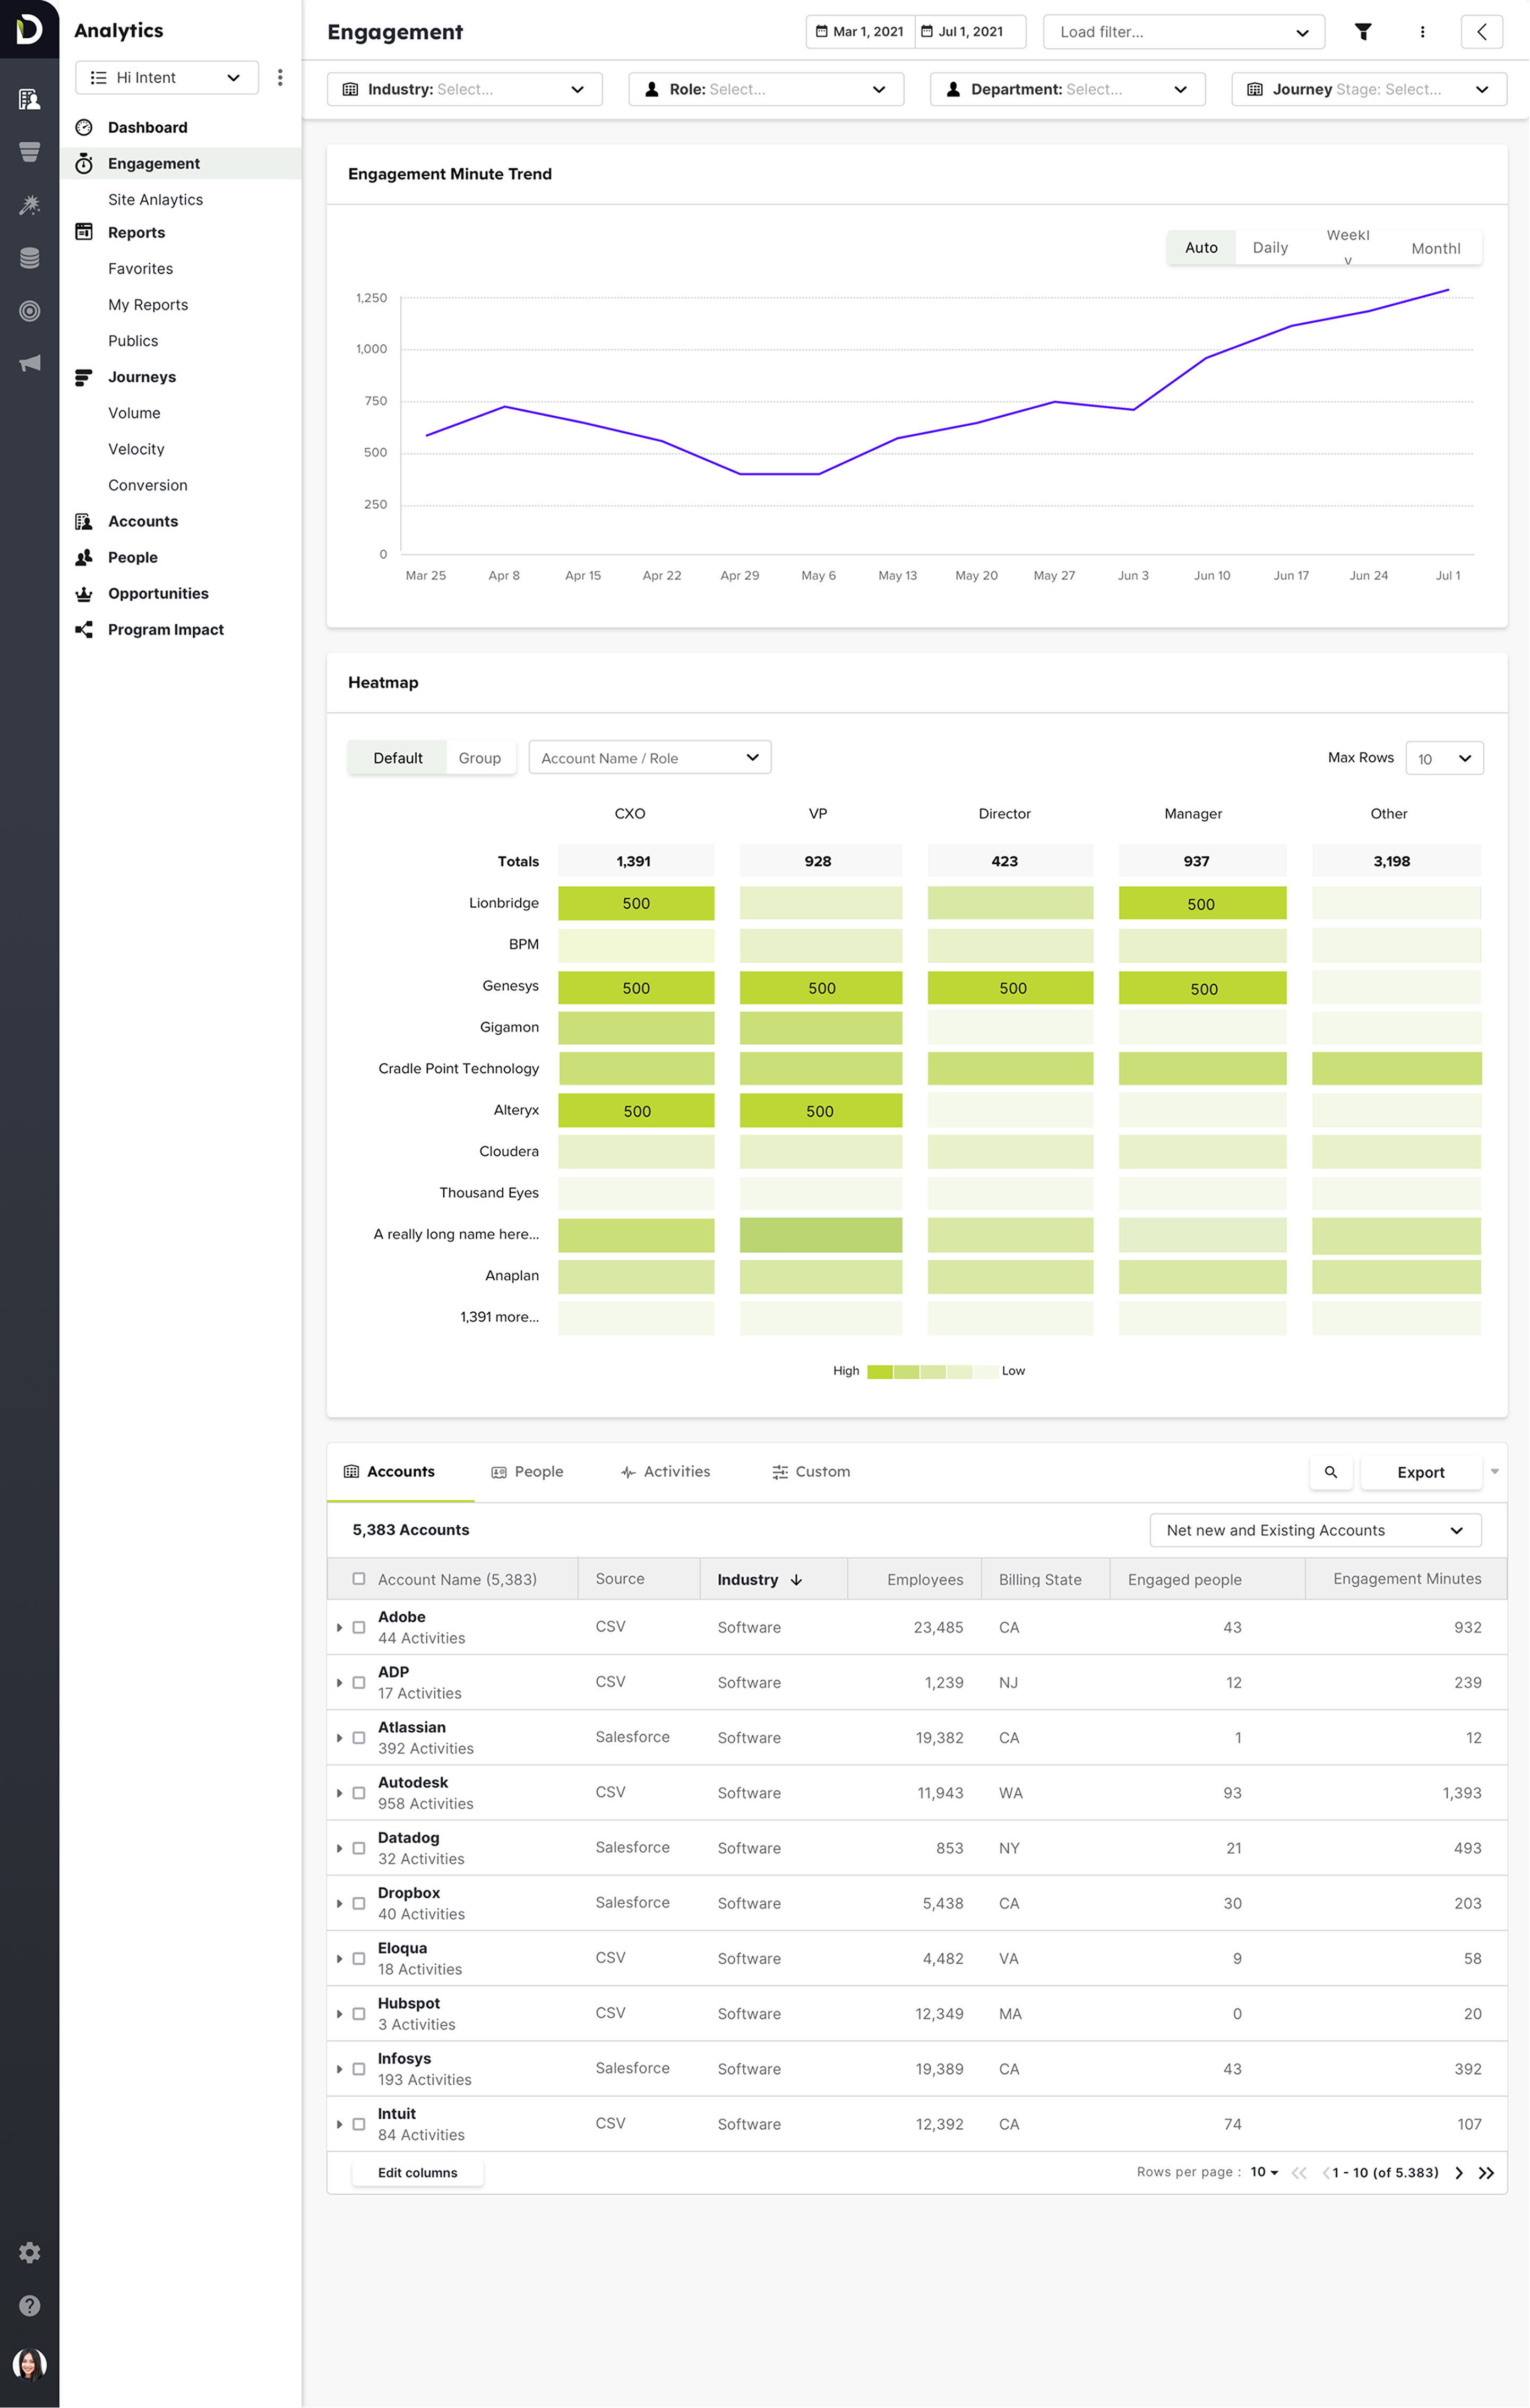 Analytics
Hi Intent
Dashboard
Engagement
Site Anlaytics
Reports
Favorites
My Reports
Publics
Journeys
Volume
Velocity
Conversion
Accounts
People
Opportunities
Program Impact
Engagement
Mar 1, 2021 Jul 1, 2021 Load filter...
Industry: Select... Role: Select... Department: Select... Journey Stage: Select...
Engagement Minute Trend
Auto Daily Weekl
y Monthl
1,250
1,000
750
500
250
0
Mar 25 Apr 8 Apr 15 Apr 22 Apr 29 May 6 May 13 May 20 May 27 Jun 3 Jun 10 Jun 17 Jun 24 Jul 1
Heatmap
Default Group Account Name / Role Max Rows 10
CXO VP Director Manager Other
Totals 1,391 928 423 937 3,198
Lionbridge 500 500
BPM
Genesys 500 500 500 500
Gigamon
Cradle Point Technology
Alteryx 500 500
Cloudera
Thousand Eyes
A really long name here...
Anaplan
1,391 more...
High Low
Accounts People Activities Custom Export
5,383 Accounts Net new and Existing Accounts
Account Name (5,383) Source Industry Employees Billing State Engaged people Engagement Minutes
Adobe
44 Activities CSV Software 23,485 CA 43 932
ADP
17 Activities CSV Software 1,239 NJ 12 239
Atlassian
392 Activities Salesforce Software 19,382 CA 1 12
Autodesk
958 Activities CSV Software 11,943 WA 93 1,393
Datadog
32 Activities Salesforce Software 853 NY 21 493
Dropbox
40 Activities Salesforce Software 5,438 CA 30 203
Eloqua
18 Activities CSV Software 4,482 VA 9 58
Hubspot
3 Activities CSV Software 12,349 MA 0 20
Infosys
193 Activities Salesforce Software 19,389 CA 43 392
Intuit
84 Activities CSV Software 12,392 CA 74 107
Edit columns Rows per page : 10 1 - 10 (of 5.383)